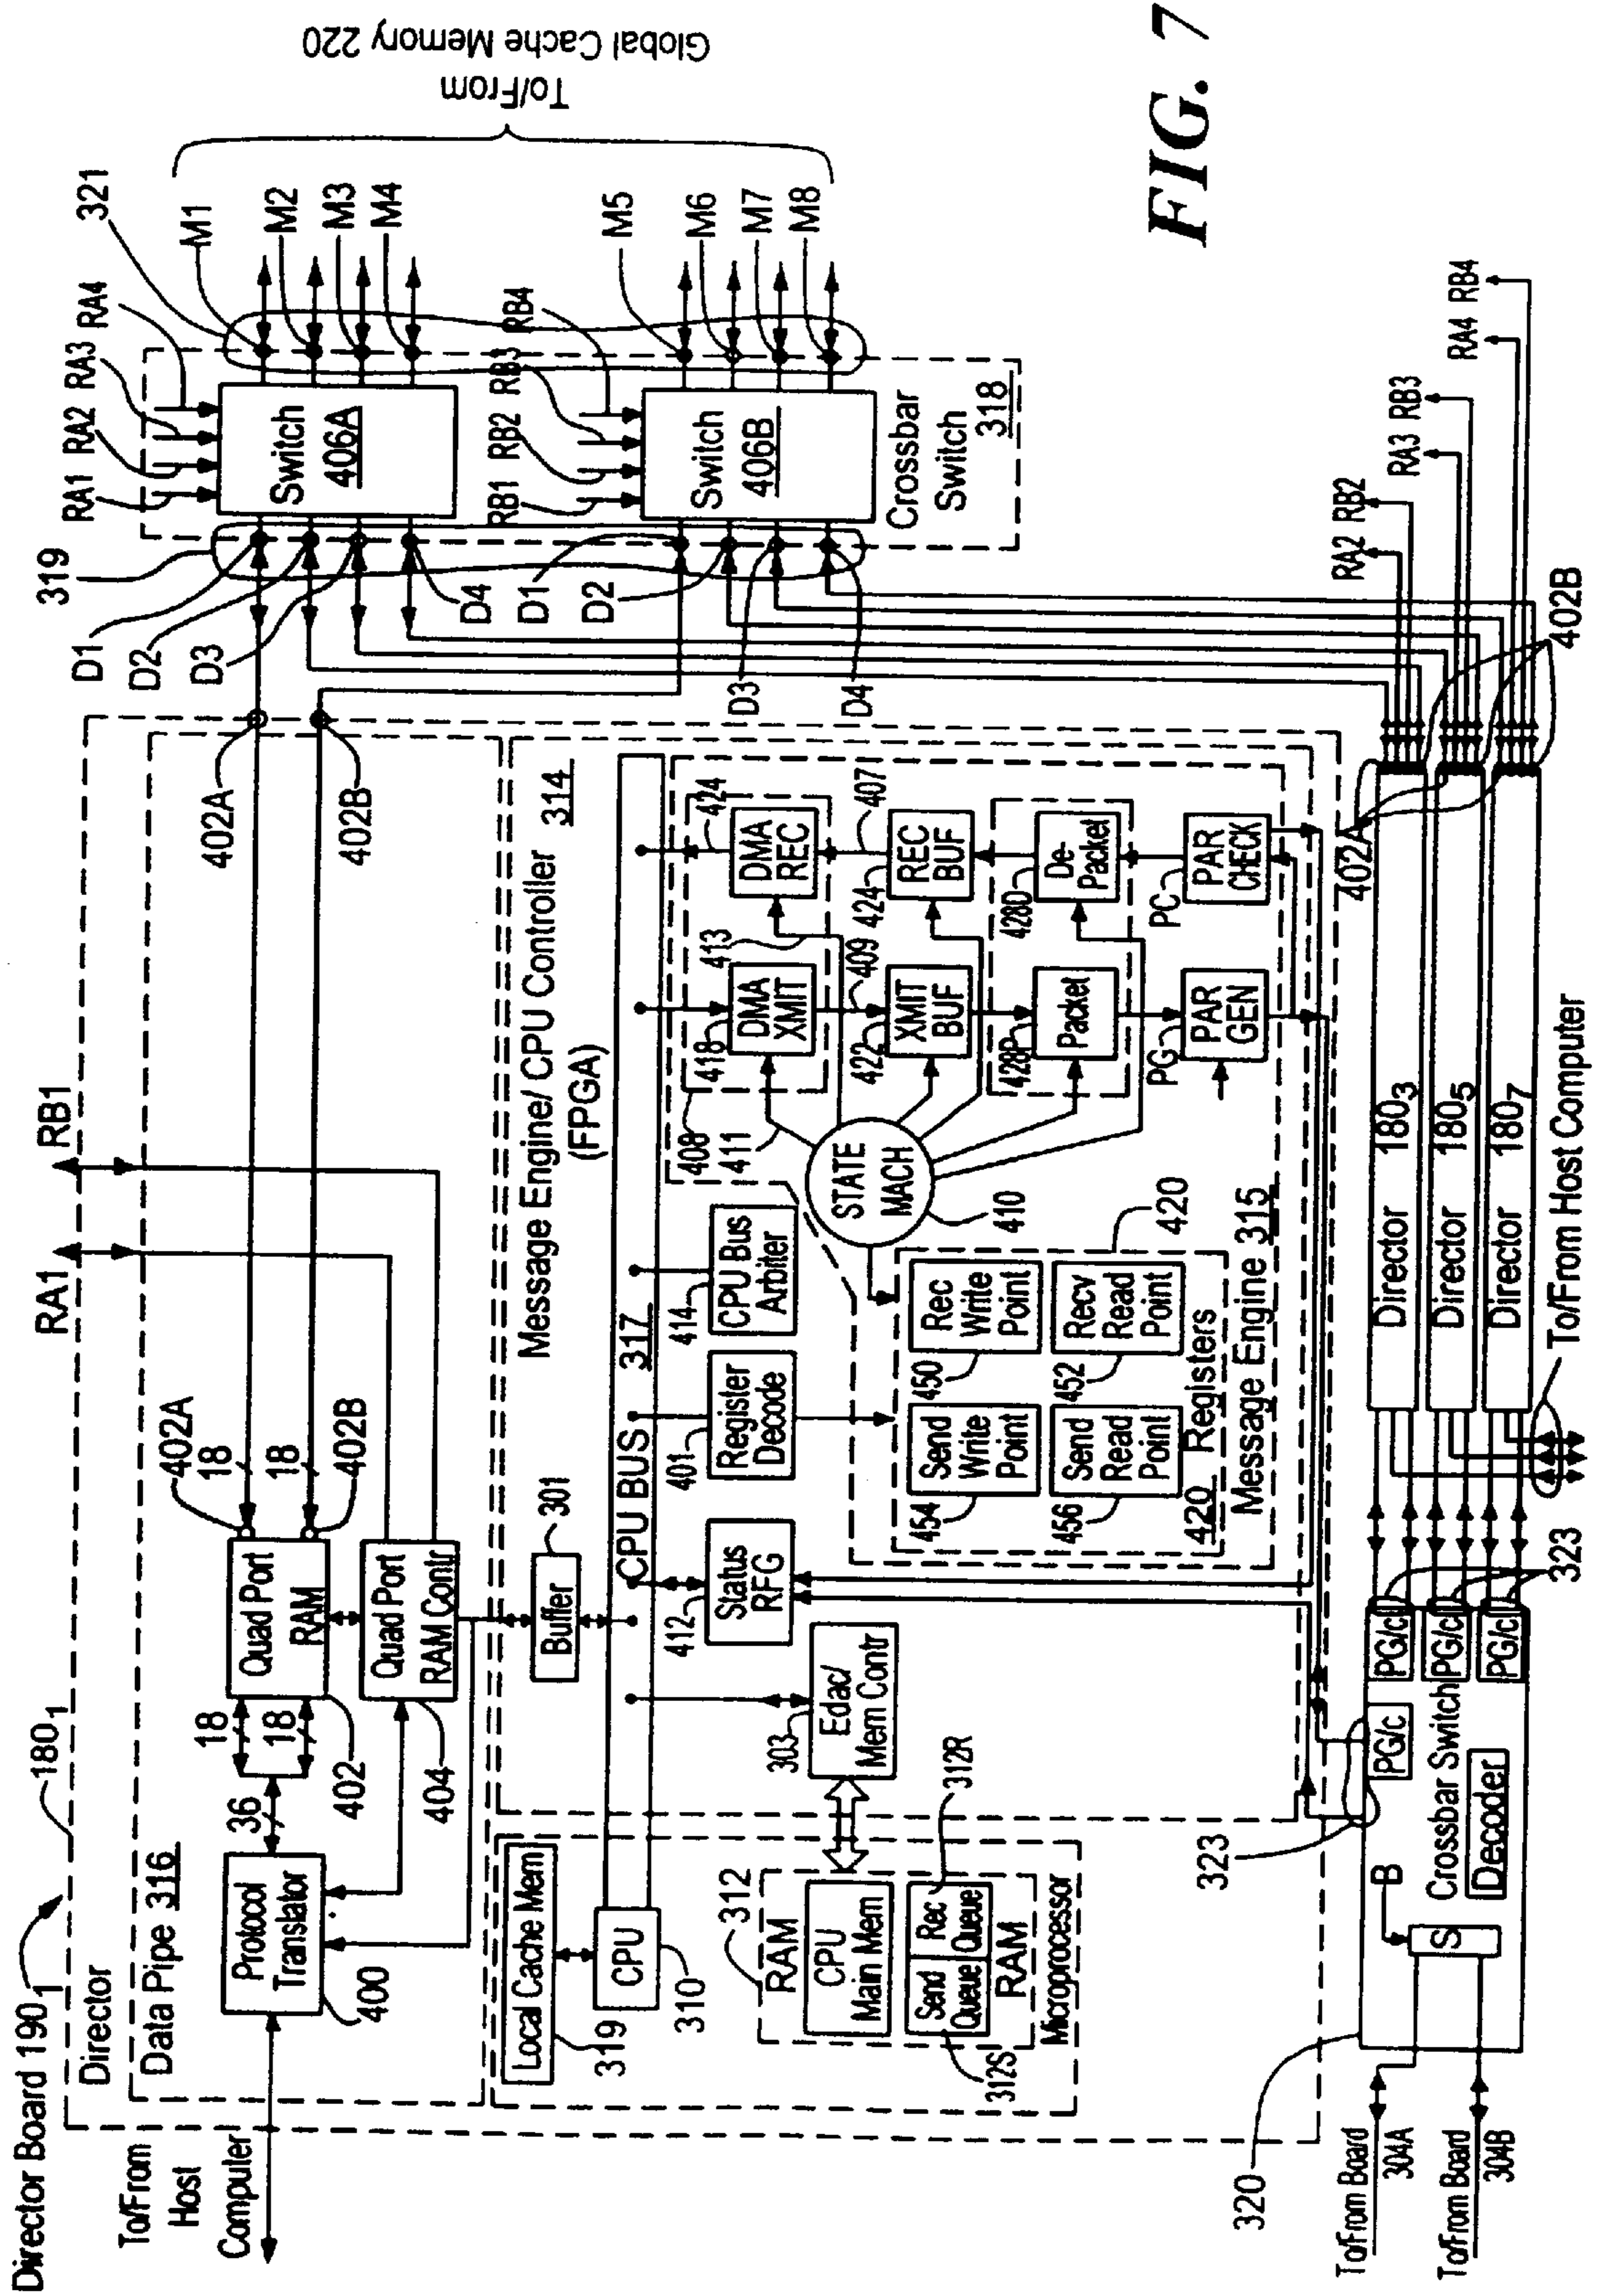 Director Board 190₁
180₁
Director
Data Pipe 316
To/From
Host
Computer
Protocol
Translator
400
36
18
18
Quad Port
RAM
402
Quad Port
RAM Contr
404
402A
18
18
402B
RA1
RB1
402A
402B
319
D1
D2
D3
D4
D1
D2
D3
D4
RA1
RA2
RA3
RA4
Switch
406A
RB1
RB2
RB3
RB4
Switch
406B
Crossbar
Switch
318
321
M1
M2
M3
M4
M5
M6
M7
M8
To/From
Global Cache Memory 220
Message Engine/ CPU Controller
(FPGA)
314
Local Cache Mem
319
CPU
310
Buffer
301
CPU BUS
317
312
RAM
CPU
Main Mem
Send
Queue
Rec
Queue
RAM
Microprocessor
312S
312R
303
Edac/
Mem Contr
412
Status
RFG
401
Register
Decode
414
CPU Bus
Arbiter
408
411
413
418
DMA
XMIT
424
DMA
REC
409
407
422
XMIT
BUF
424
REC
BUF
428P
Packet
428D
De-
Packet
PG
PAR
GEN
PC
PAR
CHECK
STATE
MACH
410
420
454
Send
Write
Point
450
Rec
Write
Point
456
Send
Read
Point
452
Recv
Read
Point
420
Registers
Message Engine 315
323
320
To/From Board
304A
To/From Board
304B
S
B
PG/c
Crossbar Switch
Decoder
PG/c
PG/c
PG/c
323
To/From Host Computer
Director 180₃
Director 180₅
Director 180₇
402A
402B
RA2
RB2
RA3
RB3
RA4
RB4
FIG. 7